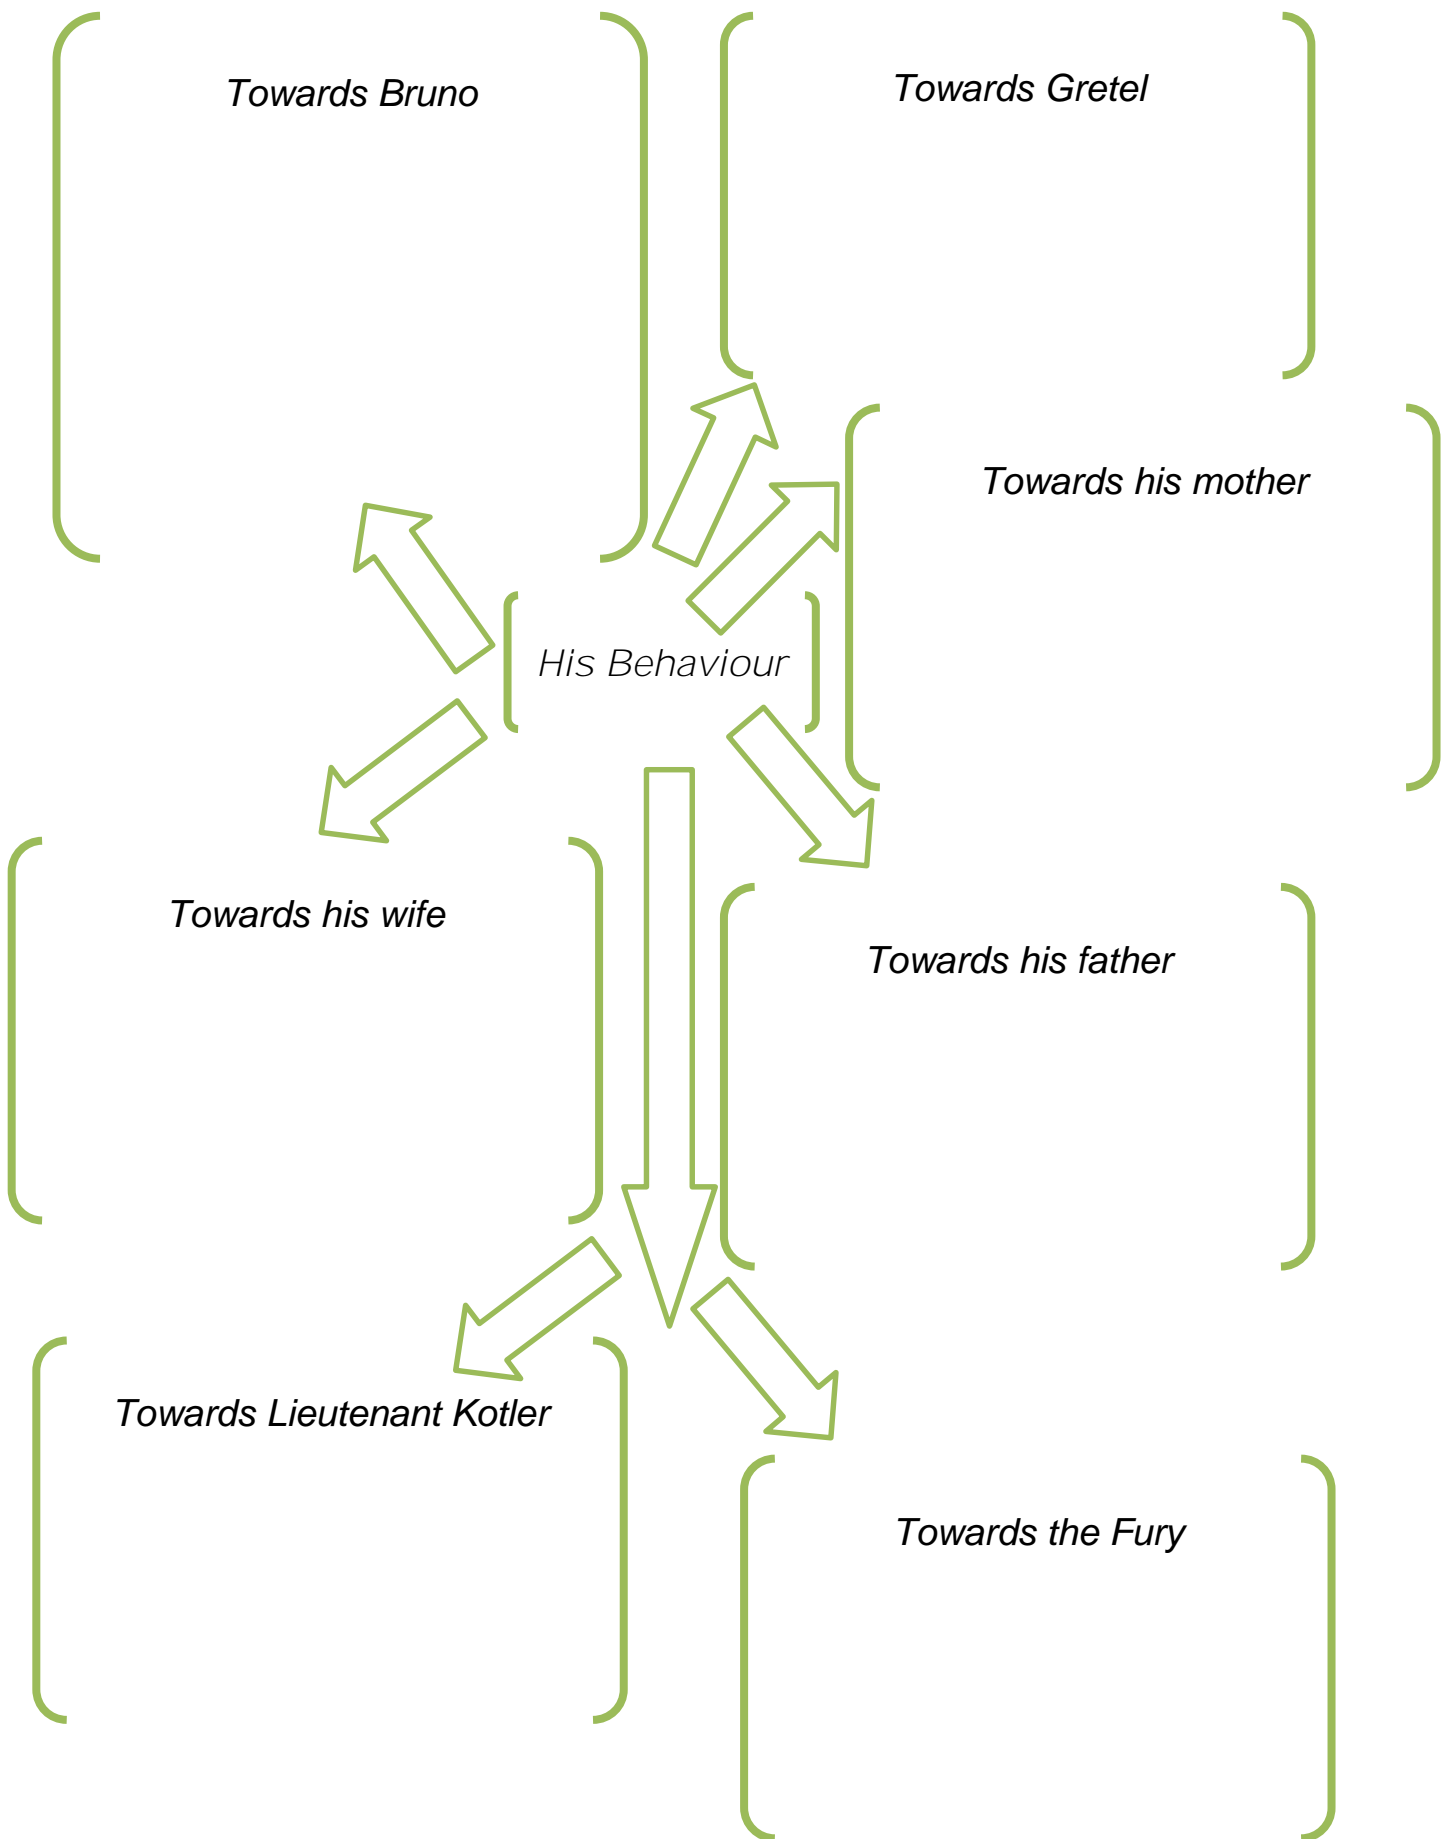 Towards Bruno
Towards Gretel
Towards his mother
His Behaviour
Towards his wife
Towards his father
Towards Lieutenant Kotler
Towards the Fury